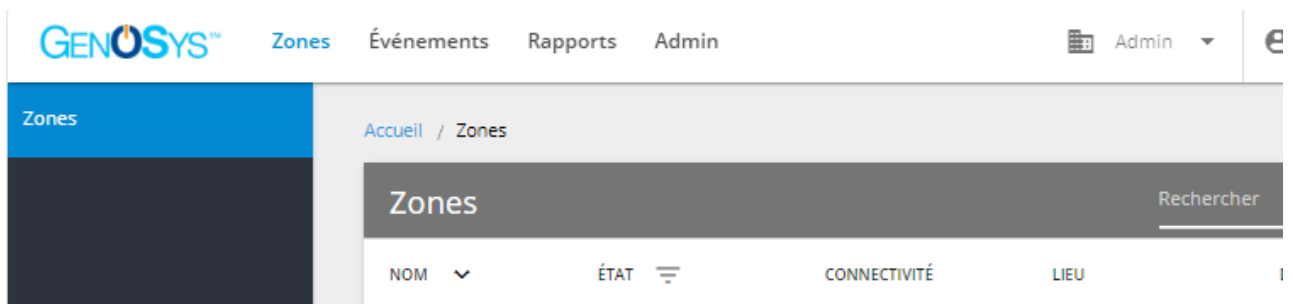 GENOSYS™ Zones Événements Rapports Admin Admin
Zones
Accueil / Zones
Zones Rechercher
NOM ÉTAT CONNECTIVITÉ LIEU